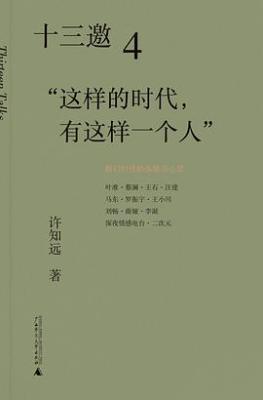 十三邀 4
Thirteen Talks
“这样的时代,
有这样一个人”
叶准·蔡澜·王石·汪建
马东·罗振宇·王小川
刘畅·薇娅·李诞
深夜情感电台·二次元
许知远 著